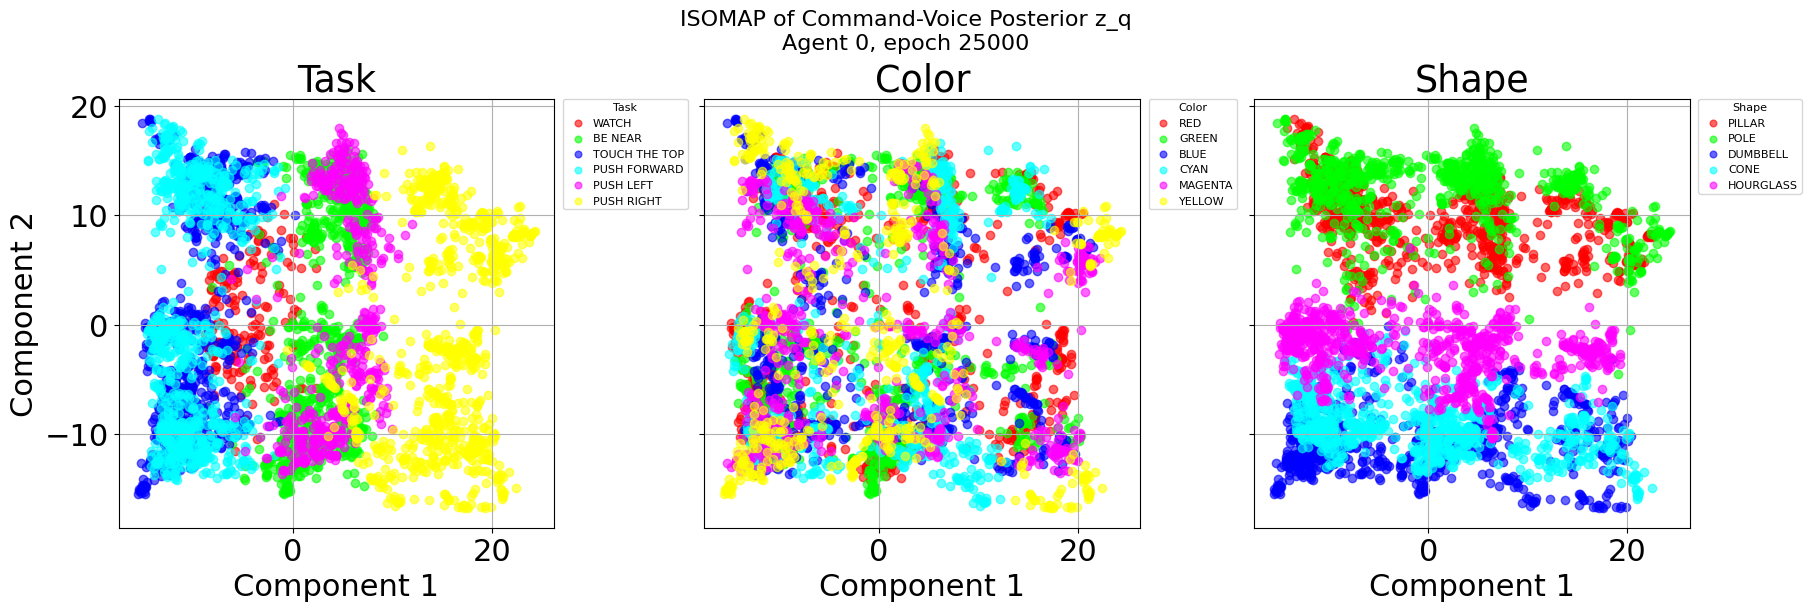 ISOMAP of Command-Voice Posterior z_q
Agent 0, epoch 25000
Task
Color
Shape
Task
WATCH
BE NEAR
TOUCH THE TOP
PUSH FORWARD
PUSH LEFT
PUSH RIGHT
Color
RED
GREEN
BLUE
CYAN
MAGENTA
YELLOW
Shape
PILLAR
POLE
DUMBBELL
CONE
HOURGLASS
Component 2
20
10
0
−10
0
20
0
20
0
20
Component 1
Component 1
Component 1